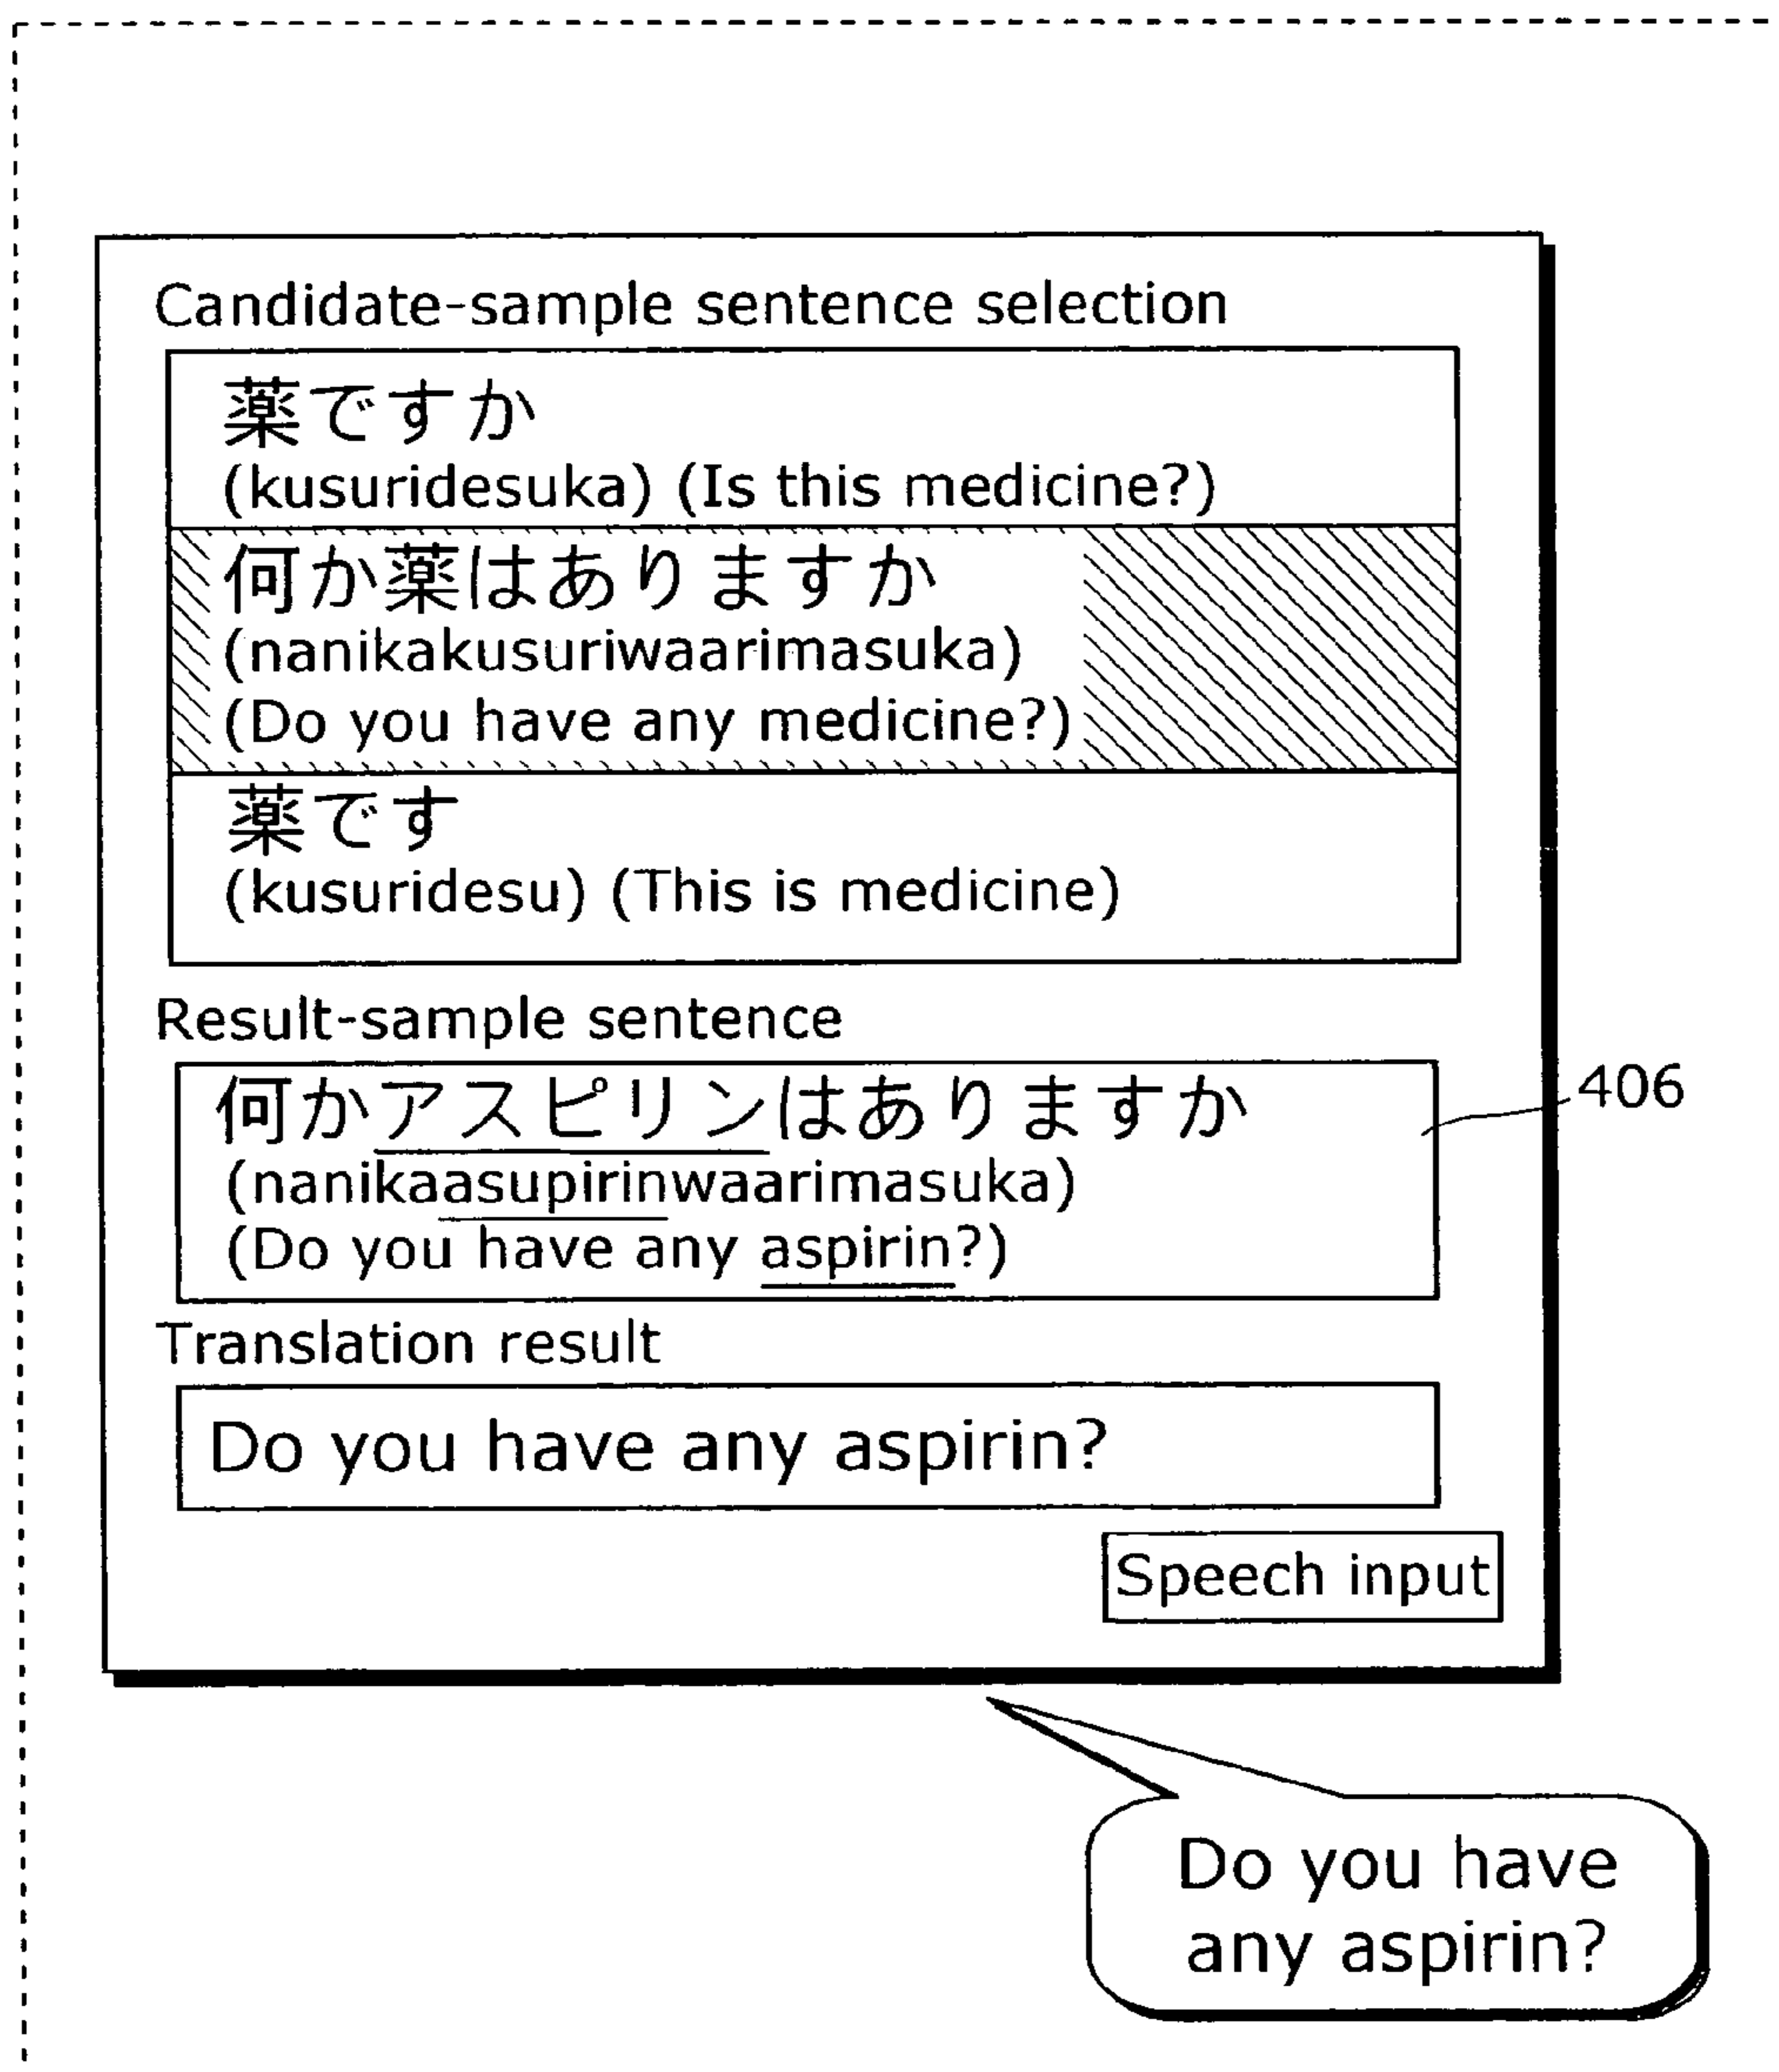 Candidate-sample sentence selection
薬ですか
(kusuridesuka) (Is this medicine?)
何か薬はありますか
(nanikakusuriwaarimasuka)
(Do you have any medicine?)
薬です
(kusuridesu) (This is medicine)
Result-sample sentence
何かアスピリンはありますか
(nanikaasupirinwaarimasuka)
(Do you have any aspirin?)
406
Translation result
Do you have any aspirin?
Speech input
Do you have
any aspirin?